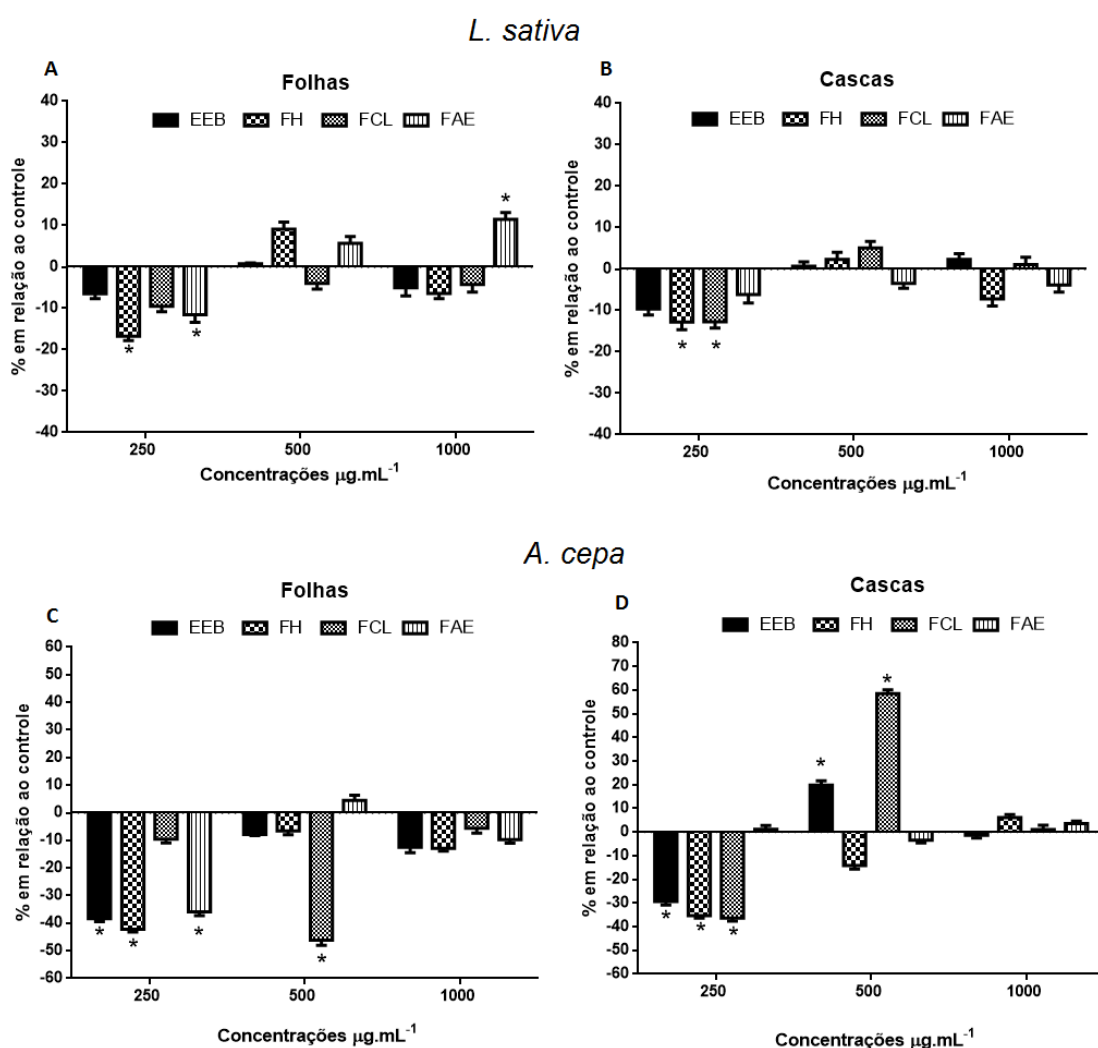 L. sativa
A
Folhas
EEB FH FCL FAE
% em relação ao controle
40
30
20
10
0
-10
-20
-30
-40
*
*
*
250 500 1000
Concentrações µg.mL-1
B
Cascas
EEB FH FCL FAE
% em relação ao controle
40
30
20
10
0
-10
-20
-30
-40
* *
250 500 1000
Concentrações µg.mL-1
A. cepa
C
Folhas
EEB FH FCL FAE
% em relação ao controle
60
50
40
30
20
10
0
-10
-20
-30
-40
-50
-60
* * * *
250 500 1000
Concentrações µg.mL-1
D
Cascas
EEB FH FCL FAE
% em relação ao controle
80
70
60
50
40
30
20
10
0
-10
-20
-30
-40
-50
-60
*
*
* * *
250 500 1000
Concentrações µg.mL-1